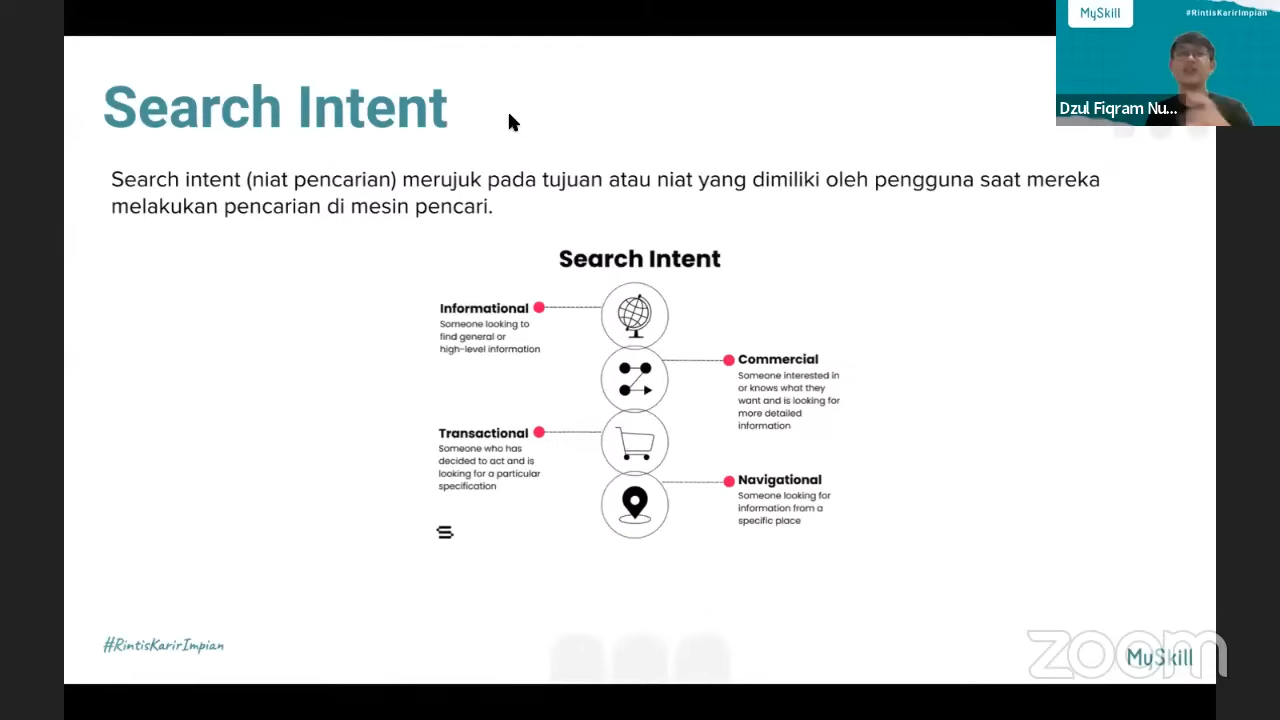 MySkill
#RintisKarirImpian
Dzul Fiqram Nu...
Search Intent
Search intent (niat pencarian) merujuk pada tujuan atau niat yang dimiliki oleh pengguna saat mereka
melakukan pencarian di mesin pencari.
Search Intent
Informational
Someone looking to
find general or
high-level information
Commercial
Someone interested in
or knows what they
want and is looking for
more detailed
information
Transactional
Someone who has
decided to act and is
looking for a particular
specification
Navigational
Someone looking for
information from a
specific place
#RintisKarirImpian
zoom
MySkill